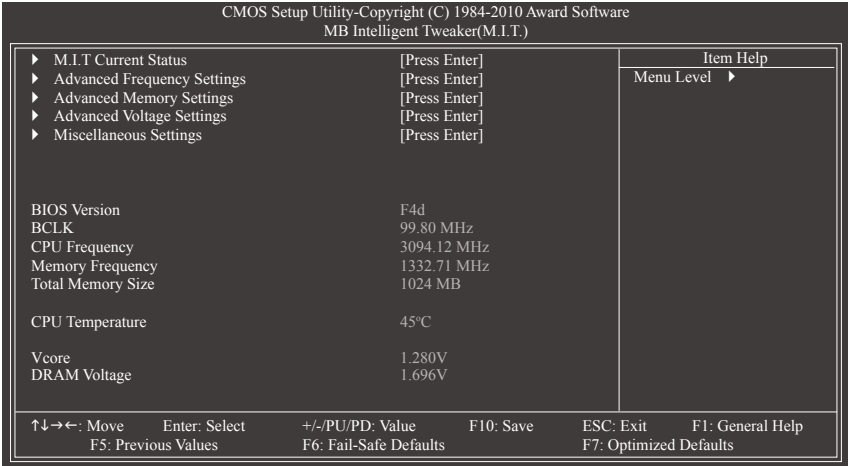 CMOS Setup Utility-Copyright (C) 1984-2010 Award Software
MB Intelligent Tweaker(M.I.T.)
M.I.T Current Status [Press Enter]
Advanced Frequency Settings [Press Enter]
Advanced Memory Settings [Press Enter]
Advanced Voltage Settings [Press Enter]
Miscellaneous Settings [Press Enter]
Item Help
Menu Level
BIOS Version F4d
BCLK 99.80 MHz
CPU Frequency 3094.12 MHz
Memory Frequency 1332.71 MHz
Total Memory Size 1024 MB
CPU Temperature 45°C
Vcore 1.280V
DRAM Voltage 1.696V
↑↓→←: Move Enter: Select +/-/PU/PD: Value F10: Save ESC: Exit F1: General Help
F5: Previous Values F6: Fail-Safe Defaults F7: Optimized Defaults